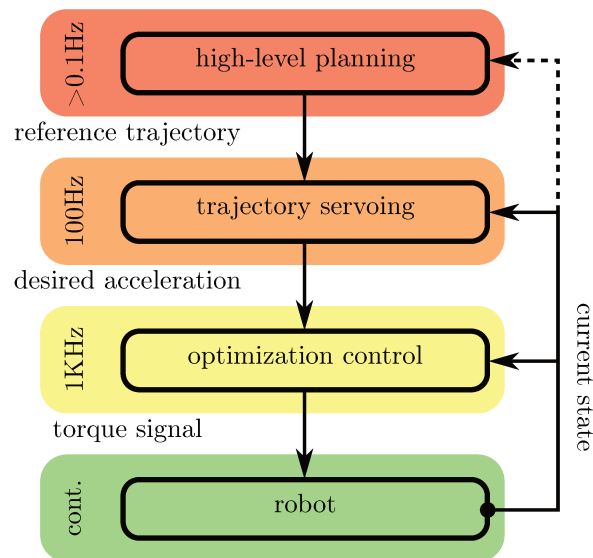 >0.1Hz
high-level planning
reference trajectory
100Hz
trajectory servoing
desired acceleration
1KHz
optimization control
torque signal
cont.
robot
current state